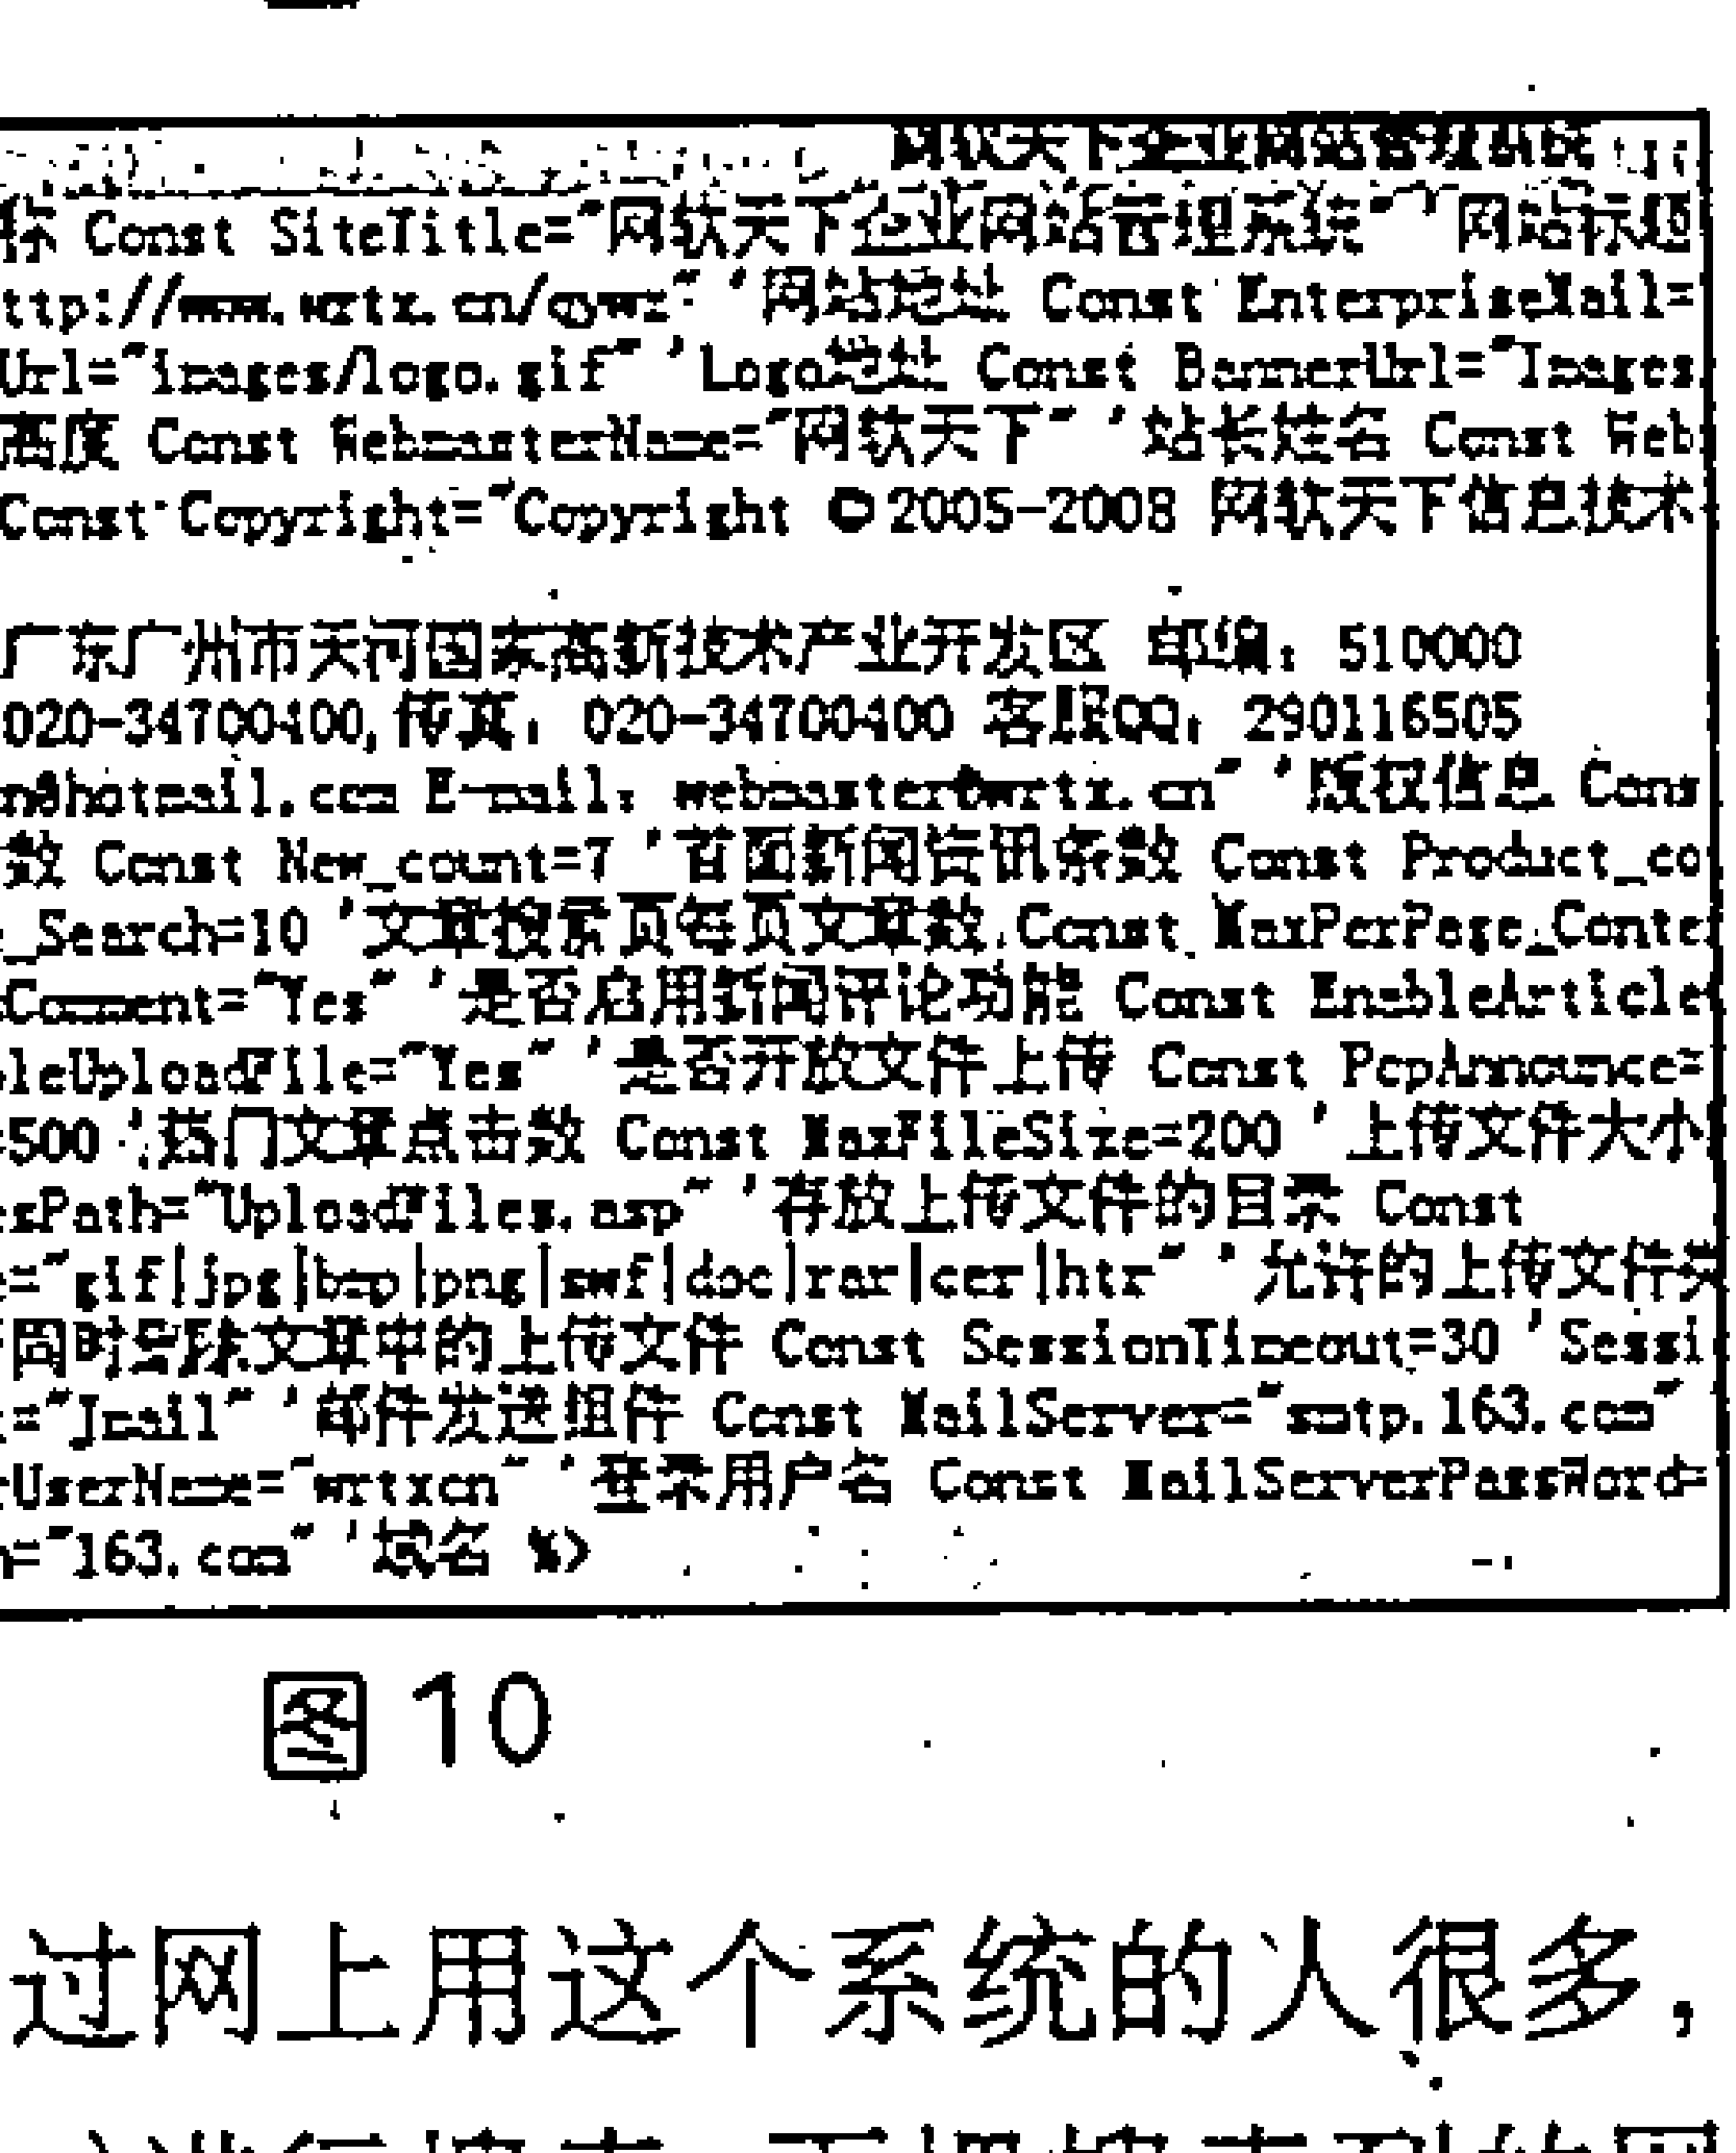 网软天下企业网站管理系统
称 Const SiteTitle="网软天下企业网站管理系统" '网站标题
ttp://www.wrtx.cn/qywz" '网站地址 Const EnterpriseMail=
Url="images/logo.gif" 'Logo地址 Const BannerUrl="Images
高度 Const WebmasterName="网软天下" '站长姓名 Const Web
Const Copyright="Copyright © 2005-2008 网软天下信息技术
广东广州市天河国家高新技术产业开发区 邮编: 510000
020-34700400,传真: 020-34700400 客服QQ: 290116505
n@hotmail.com E-mail: webmaster@wrtx.cn" '版权信息 Cons
数 Const New_count=7 '首页新闻资讯条数 Const Product_co
_Search=10 '文章搜索页每页文章数 Const MaxPerPage_Conte
Comment="Yes" '是否启用新闻评论功能 Const EnableArticle
leUploadFile="Yes" '是否开放文件上传 Const PopAnnounce=
=500 '热门文章点击数 Const MaxFileSize=200 '上传文件大小
esPath="UploadFiles.asp" '存放上传文件的目录 Const
e="gif|jpg|bmp|png|swf|doc|rar|cer|htr" '允许的上传文件类
同时删除文章中的上传文件 Const SessionTimeout=30 'Sessi
="Jmail" '邮件发送组件 Const MailServer="smtp.163.com"
rUserName="wrtxcn" '登录用户名 Const MailServerPassWord=
n="163.com" '域名 %>
图 10
过网上用这个系统的人很多,